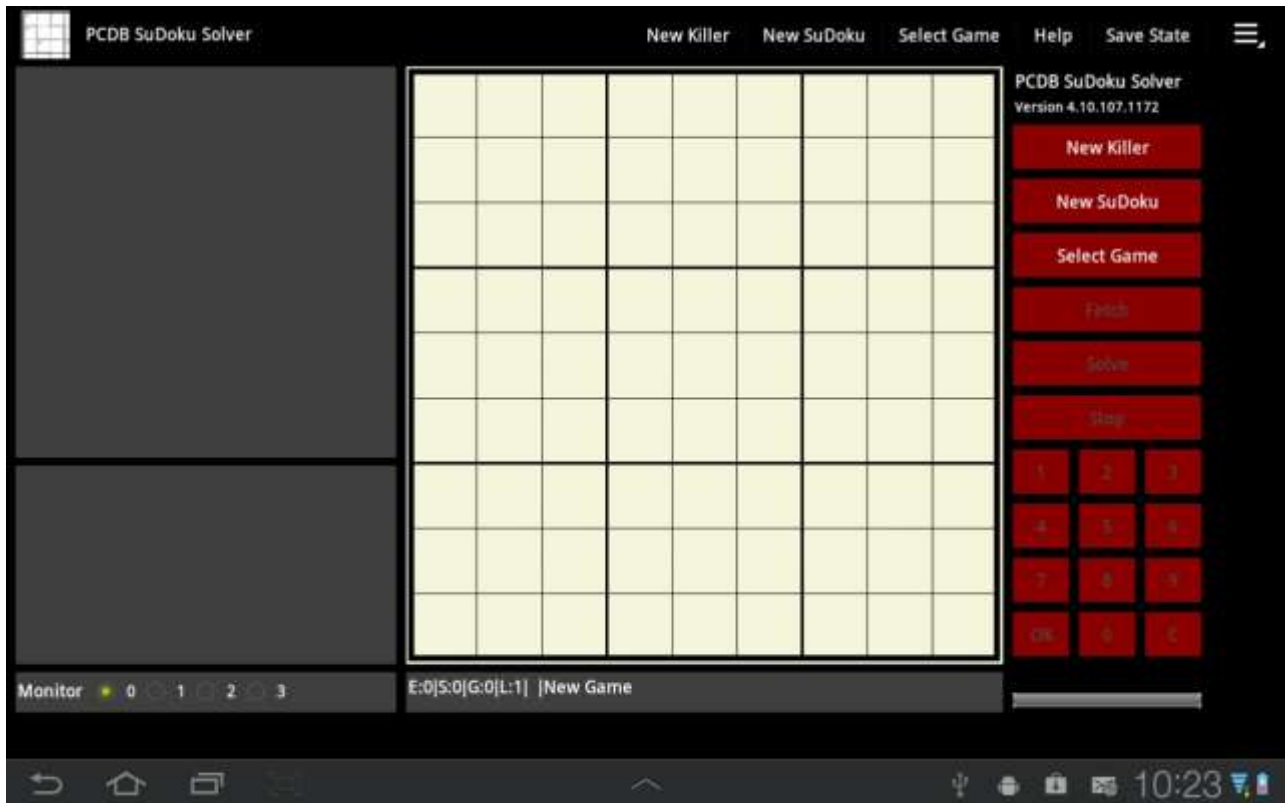 PCDB SuDoku Solver
New Killer New SuDoku Select Game Help Save State
PCDB SuDoku Solver
Version 4.10.107.1172
New Killer
New SuDoku
Select Game
Fetch
Solve
Stop
1 2 3
4 5 6
7 8 9
OK 0 C
Monitor 0 1 2 3
E:0|S:0|G:0|L:1| |New Game
10:23